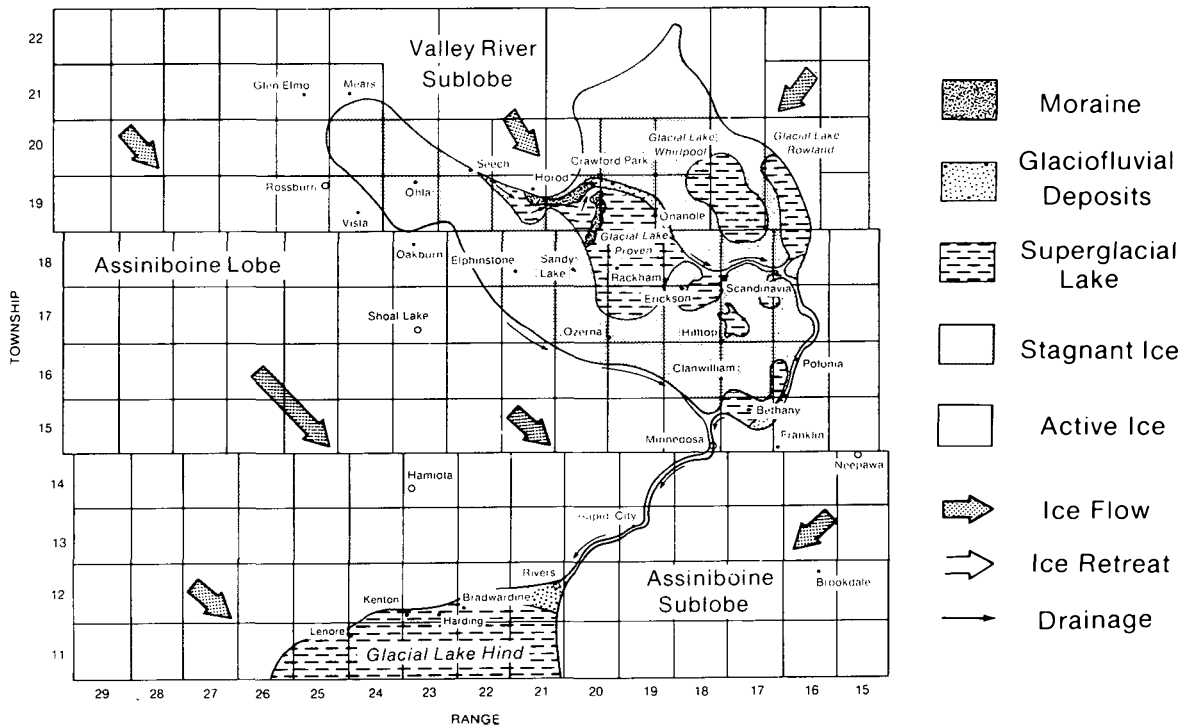 22
Valley River
Sublobe
Glen Elmo
Mears
21
20
Glacial Lake
Whirlpool
Glacial Lake
Rowland
Seech
Crawford Park
Horod
Rossburn
Ohla
19
Onanole
Visla
Glacial Lake
Proven
Assiniboine Lobe
Oakburn
Elphinstone
Sandy
Lake
18
Rackham
Scandinavia
Erickson
17
Shoal Lake
Ozerna
Hilltop
TOWNSHIP
16
Clanwilliam
Polonia
15
Bethany
Minnedosa
Franklin
Neepawa
14
Hamiota
13
Rapid City
Rivers
Assiniboine
Sublobe
Brookdale
12
Kenton
Bradwardine
Harding
Lenore
11
Glacial Lake Hind
29 28 27 26 25 24 23 22 21 20 19 18 17 16 15
RANGE
Moraine
Glaciofluvial
Deposits
Superglacial
Lake
Stagnant Ice
Active Ice
Ice Flow
Ice Retreat
Drainage